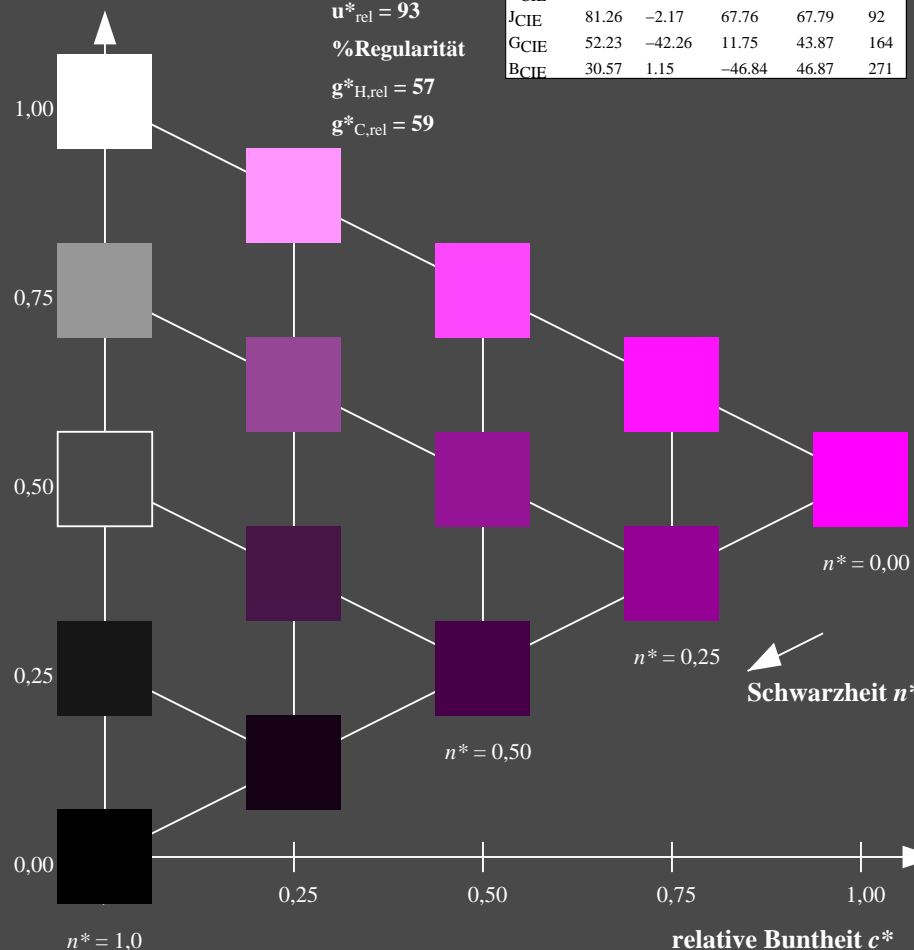 u*rel = 93
%Regularität
g*H,rel = 57
g*C,rel = 59
JCIE 81.26 −2.17 67.76 67.79 92
GCIE 52.23 −42.26 11.75 43.87 164
BCIE 30.57 1.15 −46.84 46.87 271
1,00
0,75
0,50
n* = 0,00
n* = 0,25
0,25
Schwarzheit n*
n* = 0,50
0,00
0,25 0,50 0,75 1,00
n* = 1,0
relative Buntheit c*